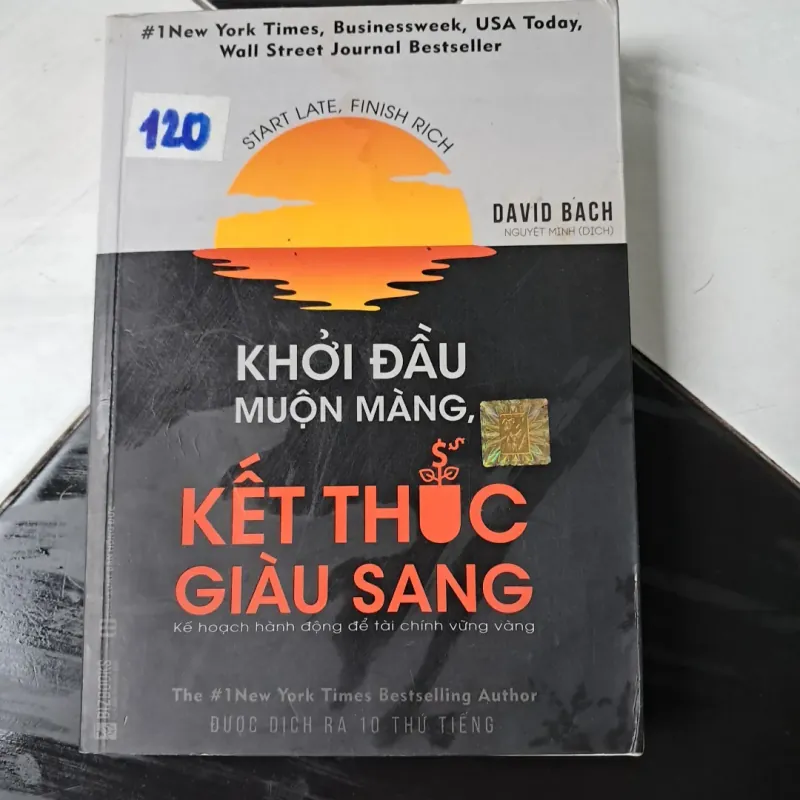 #1New York Times, Businessweek, USA Today,
Wall Street Journal Bestseller
120
START LATE, FINISH RICH
DAVID BACH
NGUYỆT MINH (DỊCH)
KHỞI ĐẦU
MUỘN MÀNG,
KẾT THÚC
GIÀU SANG
Kế hoạch hành động để tài chính vững vàng
The #1New York Times Bestselling Author
ĐƯỢC DỊCH RA 10 THỨ TIẾNG
BIZBOOKS